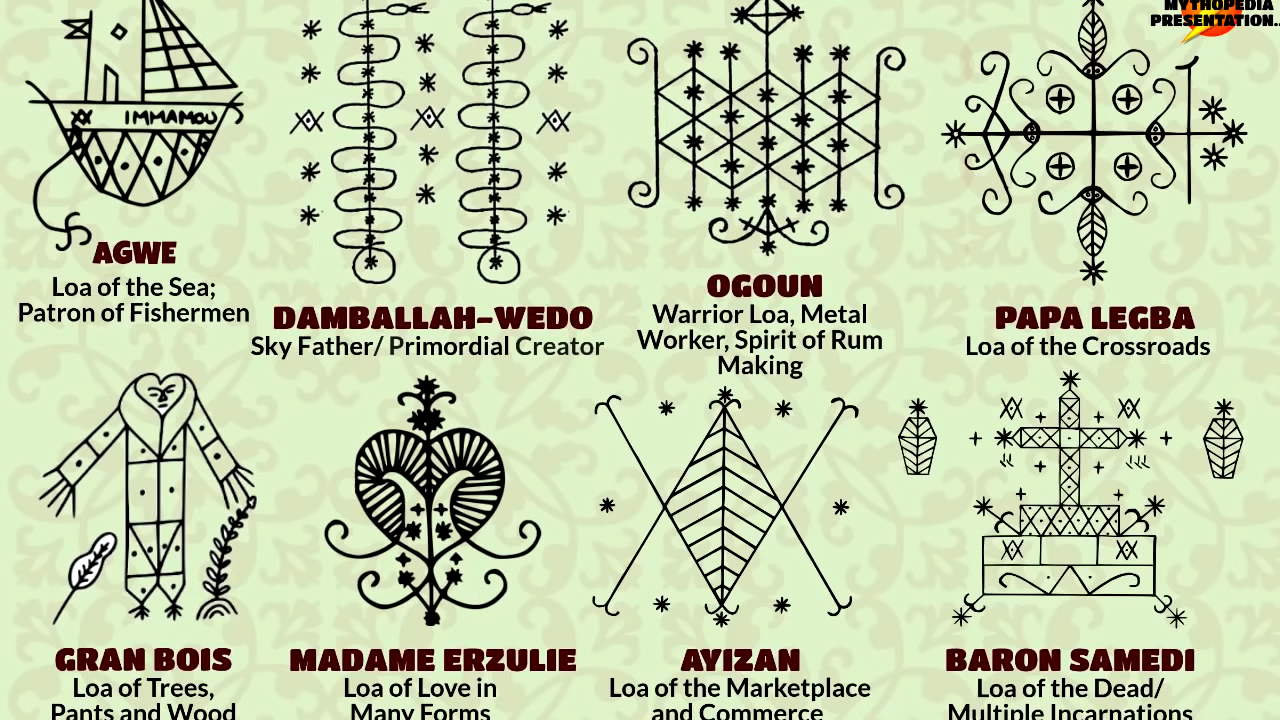 MYTHOPEDIA
PRESENTATION..
IMMAMOU
AGWE
Loa of the Sea;
Patron of Fishermen
DAMBALLAH-WEDO
Sky Father/ Primordial Creator
OGOUN
Warrior Loa, Metal
Worker, Spirit of Rum
Making
PAPA LEGBA
Loa of the Crossroads
GRAN BOIS
Loa of Trees,
Pants and Wood
MADAME ERZULIE
Loa of Love in
Many Forms
AYIZAN
Loa of the Marketplace
and Commerce
BARON SAMEDI
Loa of the Dead/
Multiple Incarnations